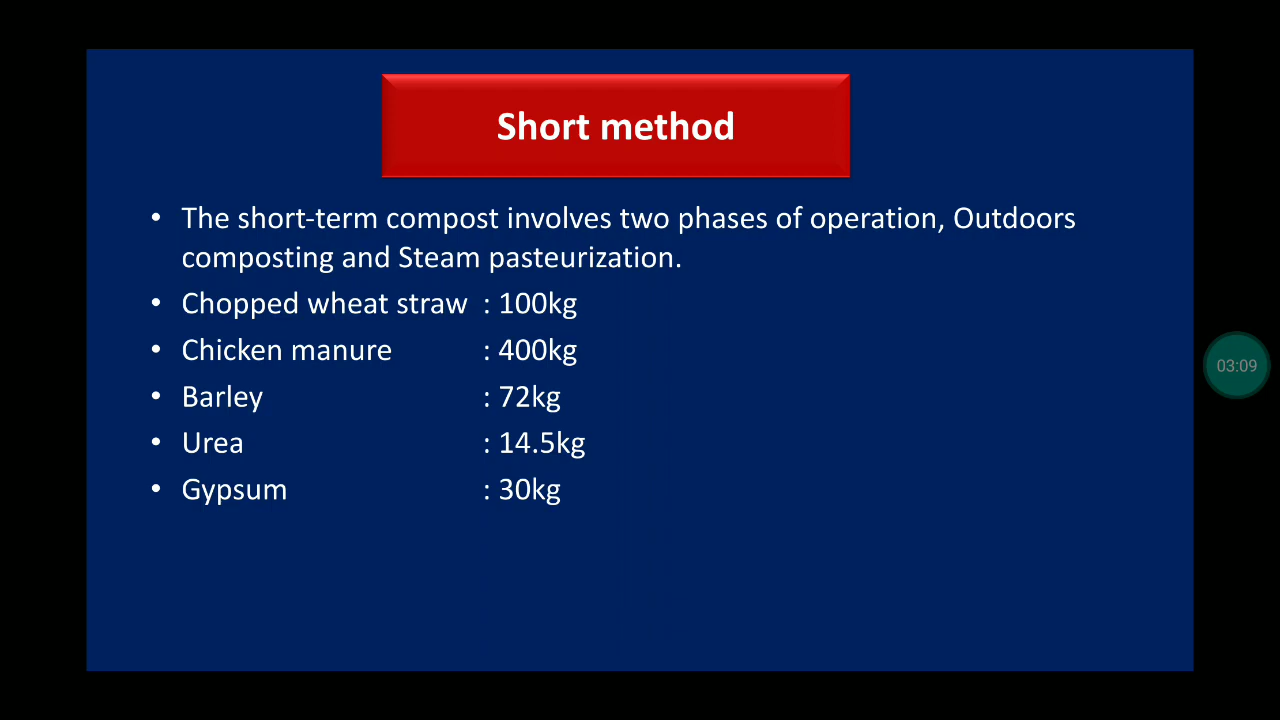 Short method
• The short-term compost involves two phases of operation, Outdoors
composting and Steam pasteurization.
• Chopped wheat straw : 100kg
• Chicken manure : 400kg
• Barley : 72kg
• Urea : 14.5kg
• Gypsum : 30kg
03:09